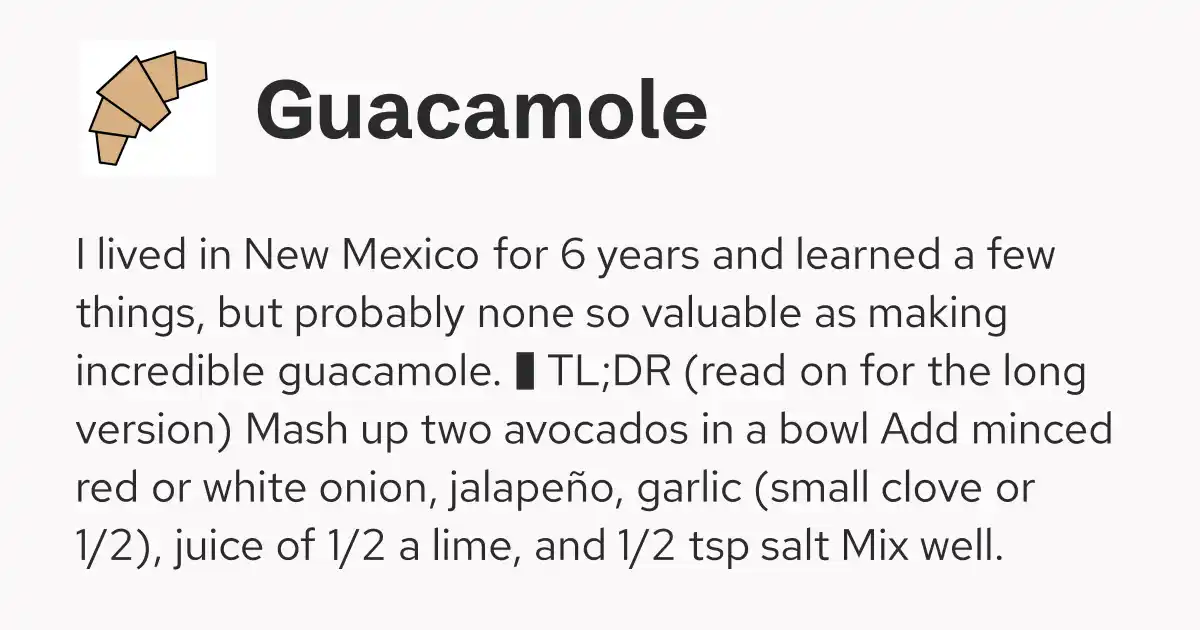 Guacamole
I lived in New Mexico for 6 years and learned a few
things, but probably none so valuable as making
incredible guacamole. ▮ TL;DR (read on for the long
version) Mash up two avocados in a bowl Add minced
red or white onion, jalapeño, garlic (small clove or
1/2), juice of 1/2 a lime, and 1/2 tsp salt Mix well.